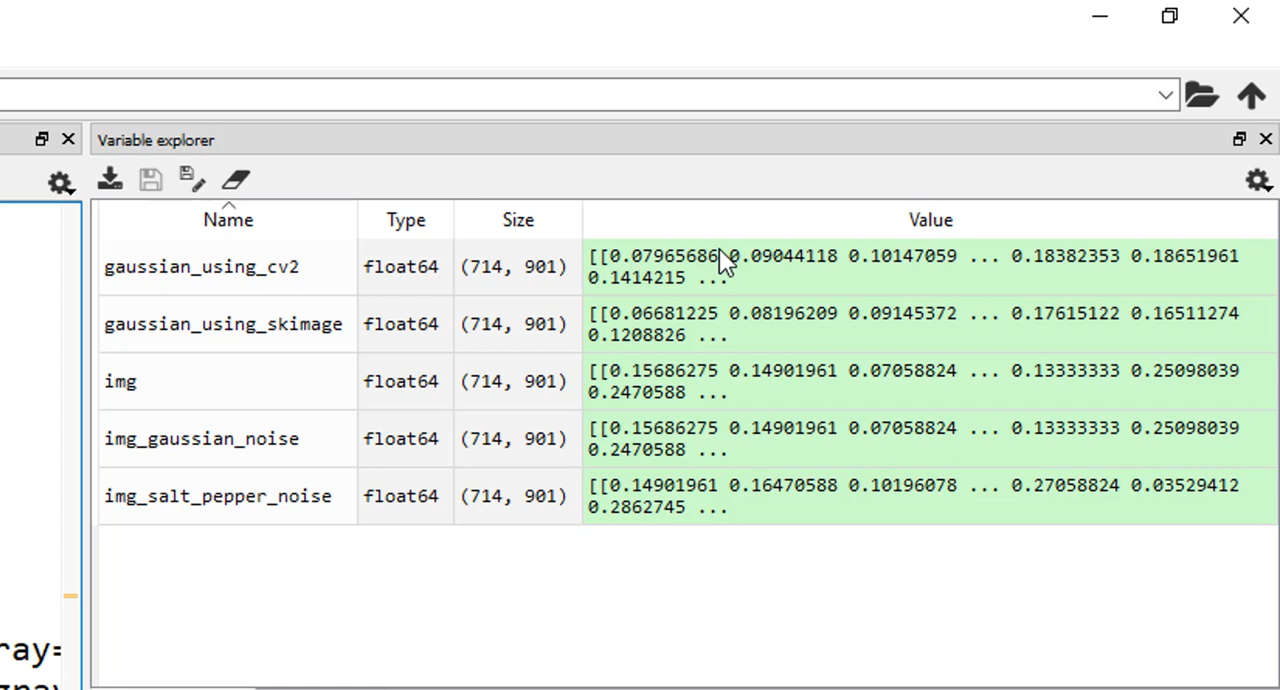 Variable explorer
Name Type Size Value
gaussian_using_cv2 float64 (714, 901) [[0.07965686 0.09044118 0.10147059 ... 0.18382353 0.18651961
0.1414215 ...
gaussian_using_skimage float64 (714, 901) [[0.06681225 0.08196209 0.09145372 ... 0.17615122 0.16511274
0.1208826 ...
img float64 (714, 901) [[0.15686275 0.14901961 0.07058824 ... 0.13333333 0.25098039
0.2470588 ...
img_gaussian_noise float64 (714, 901) [[0.15686275 0.14901961 0.07058824 ... 0.13333333 0.25098039
0.2470588 ...
img_salt_pepper_noise float64 (714, 901) [[0.14901961 0.16470588 0.10196078 ... 0.27058824 0.03529412
0.2862745 ...
ray=